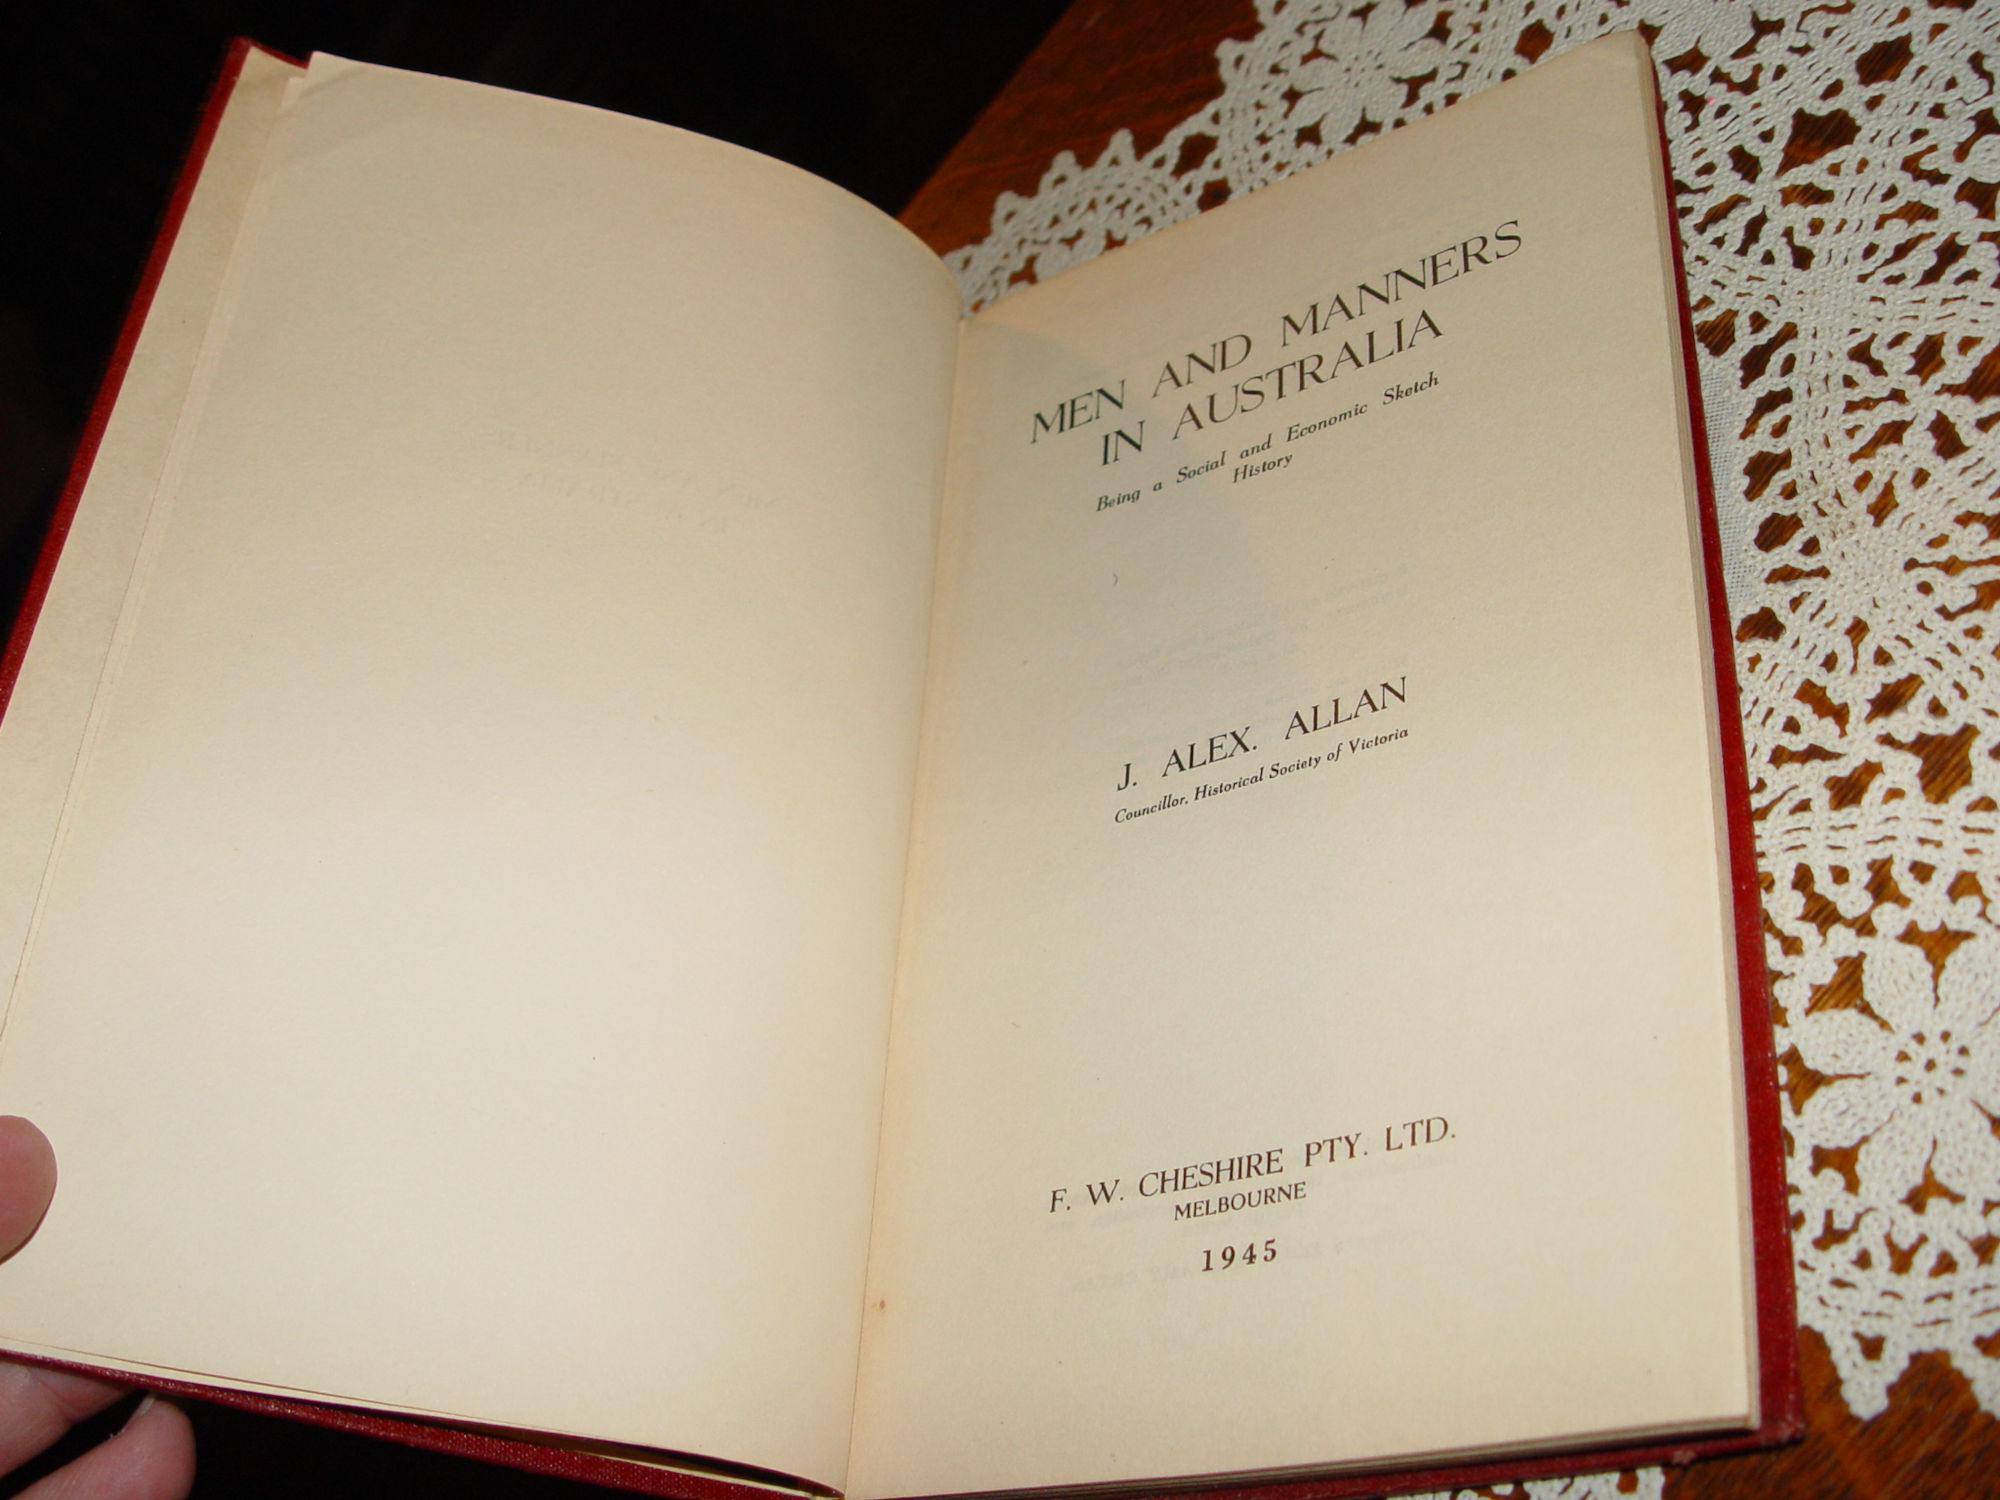 MEN AND MANNERS
IN AUSTRALIA
Being a Social and Economic Sketch
History
J. ALEX. ALLAN
Councillor, Historical Society of Victoria
F. W. CHESHIRE PTY. LTD.
MELBOURNE
1945